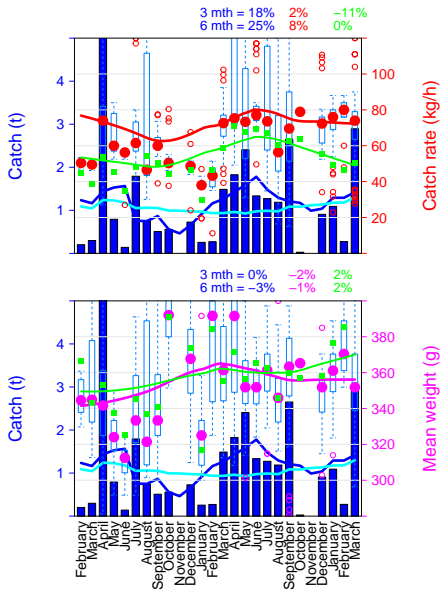 3 mth = 18% 2% −11%
6 mth = 25% 8% 0%
5
4
3
2
1
Catch (t)
120
100
80
60
40
20
Catch rate (kg/h)
3 mth = 0% −2% 2%
6 mth = −3% −1% 2%
5
4
3
2
1
Catch (t)
380
360
340
320
300
Mean weight (g)
February
March
April
May
June
July
August
September
October
November
December
January
February
March
April
May
June
July
August
September
October
November
December
January
February
March